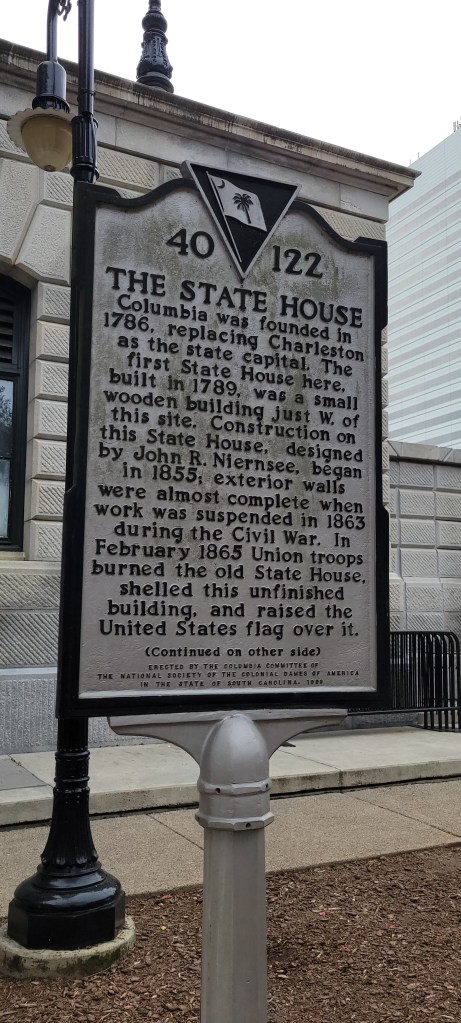 40 122
THE STATE HOUSE
Columbia was founded in
1786, replacing Charleston
as the state capital. The
first State House here,
built in 1789, was a small
wooden building just W. of
this site. Construction on
this State House, designed
by John R. Niernsee, began
in 1855; exterior walls
were almost complete when
work was suspended in 1863
during the Civil War. In
February 1865 Union troops
burned the old State House,
shelled this unfinished
building, and raised the
United States flag over it.
(Continued on other side)
ERECTED BY THE COLUMBIA COMMITTEE OF
THE NATIONAL SOCIETY OF THE COLONIAL DAMES OF AMERICA
IN THE STATE OF SOUTH CAROLINA,